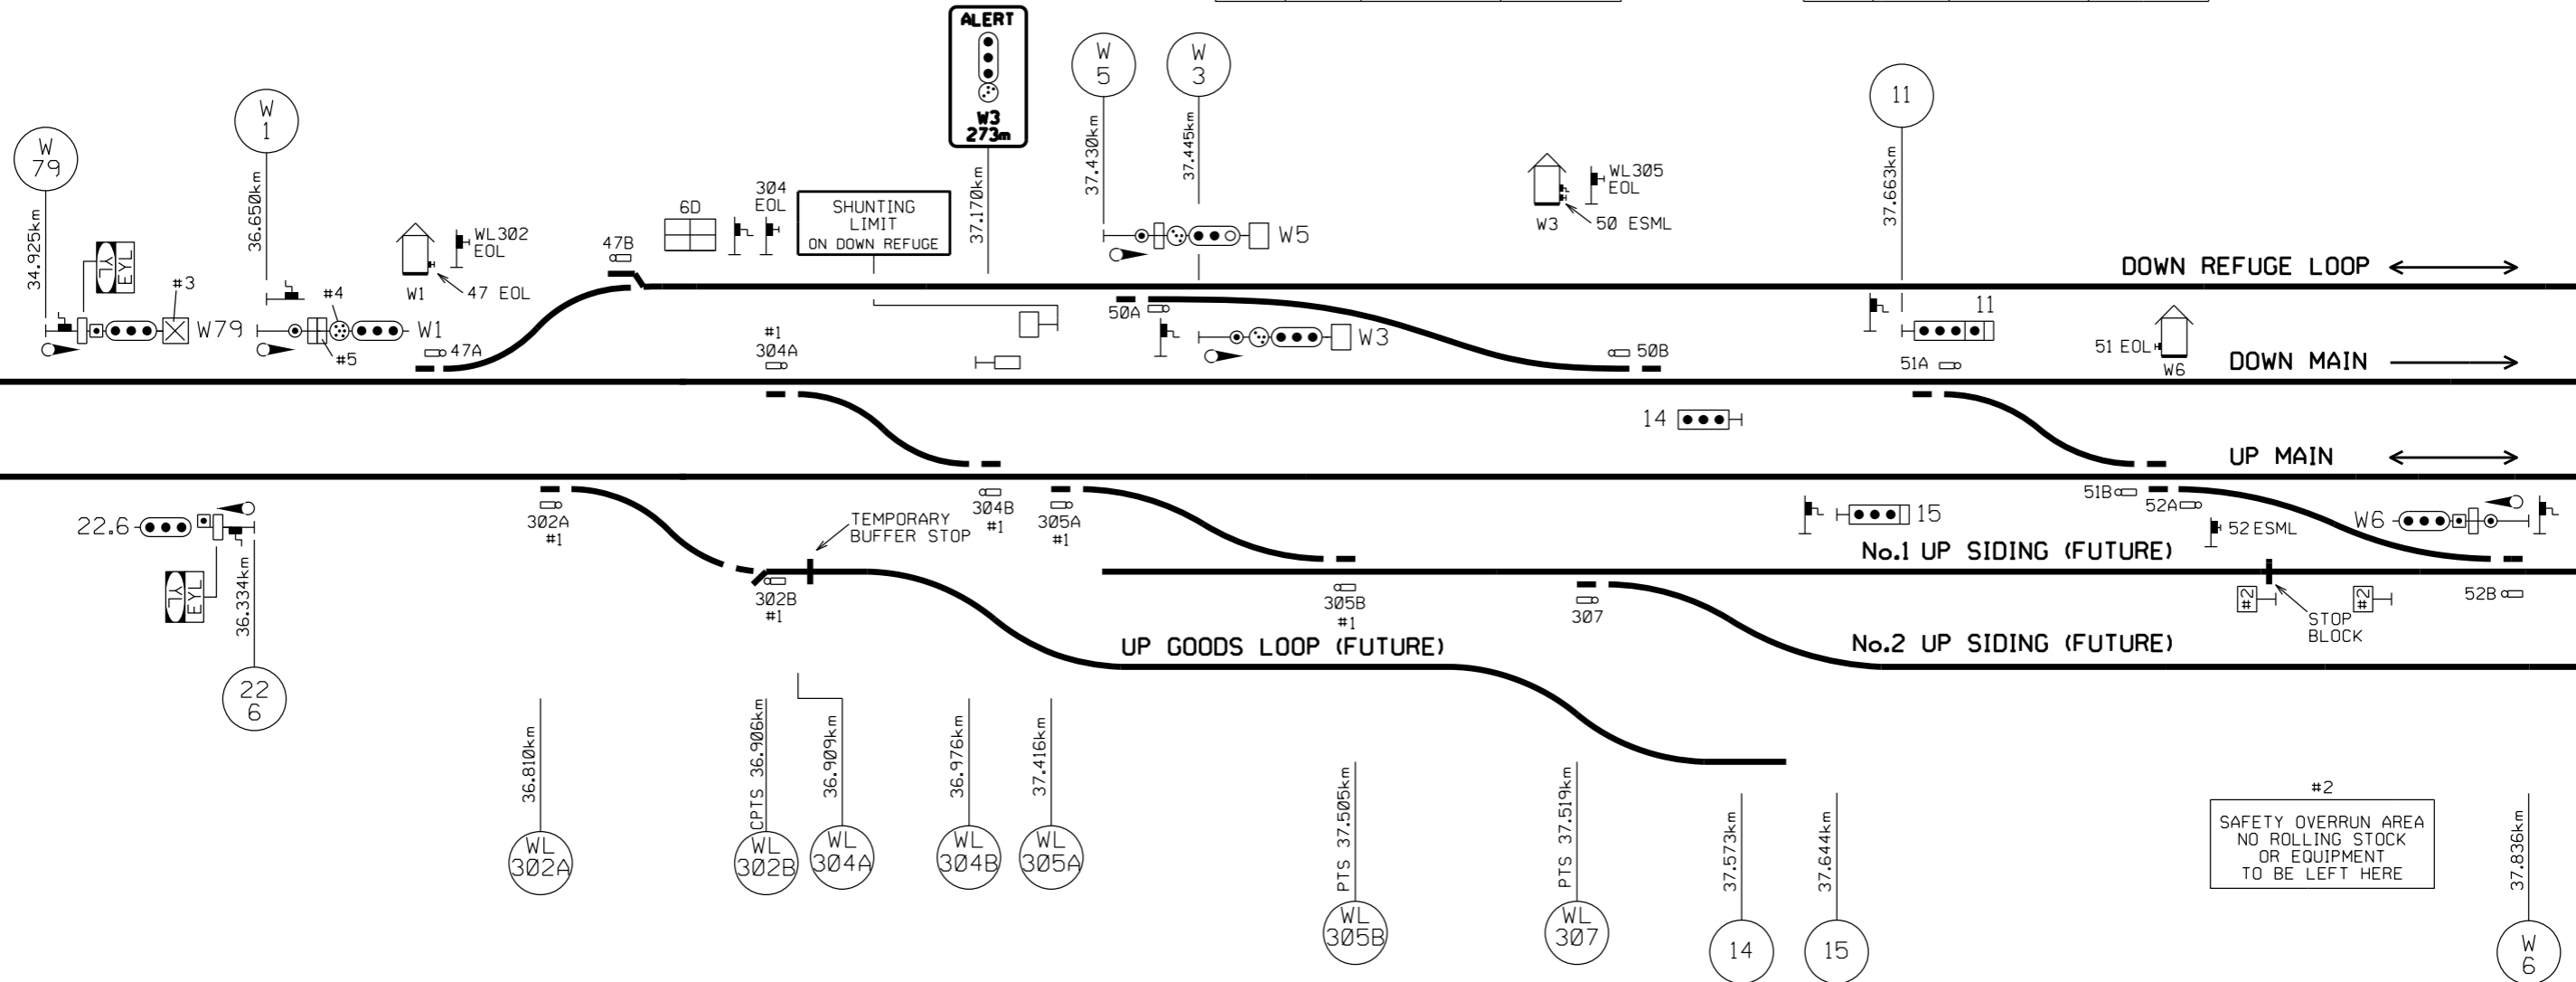 ALERT
W3
273m
W
5
W
3
11
W
79
W
1
34.925km
36.650km
37.170km
37.430km
37.445km
37.663km
YL
EYL
#3
W79
#4
#5
W1
W1
47 EOL
WL302
EOL
47A
47B
6D
304
EOL
SHUNTING
LIMIT
ON DOWN REFUGE
#1
304A
W5
50A
W3
W3
50 ESML
WL305
EOL
50B
11
51A
51 EOL
W6
DOWN REFUGE LOOP
DOWN MAIN
14
UP MAIN
22.6
YL
EYL
36.334km
22
6
302A
#1
TEMPORARY
BUFFER STOP
302B
#1
304B
#1
305A
#1
305B
#1
307
15
51B
52A
52 ESML
W6
52B
No.1 UP SIDING (FUTURE)
#2
#2
STOP
BLOCK
UP GOODS LOOP (FUTURE)
No.2 UP SIDING (FUTURE)
36.810km
CPTS 36.906km
36.909km
36.976km
37.416km
PTS 37.505km
PTS 37.519km
37.573km
37.644km
37.836km
WL
302A
WL
302B
WL
304A
WL
304B
WL
305A
WL
305B
WL
307
14
15
W
6
#2
SAFETY OVERRUN AREA
NO ROLLING STOCK
OR EQUIPMENT
TO BE LEFT HERE